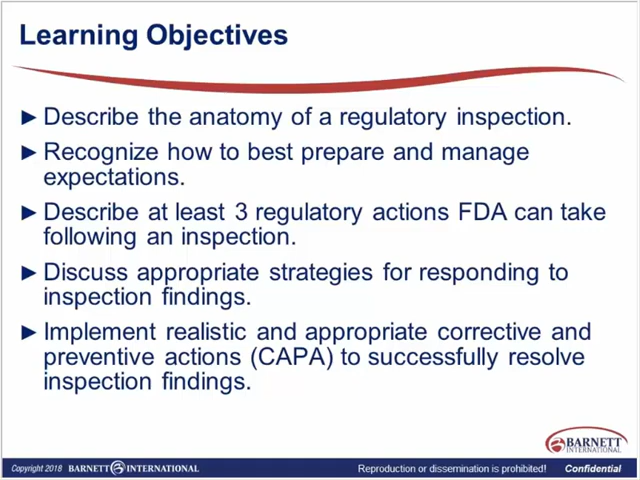 Learning Objectives
► Describe the anatomy of a regulatory inspection.
► Recognize how to best prepare and manage
expectations.
► Describe at least 3 regulatory actions FDA can take
following an inspection.
► Discuss appropriate strategies for responding to
inspection findings.
► Implement realistic and appropriate corrective and
preventive actions (CAPA) to successfully resolve
inspection findings.
BARNETT
INTERNATIONAL
Copyright 2018 BARNETT INTERNATIONAL Reproduction or dissemination is prohibited! Confidential